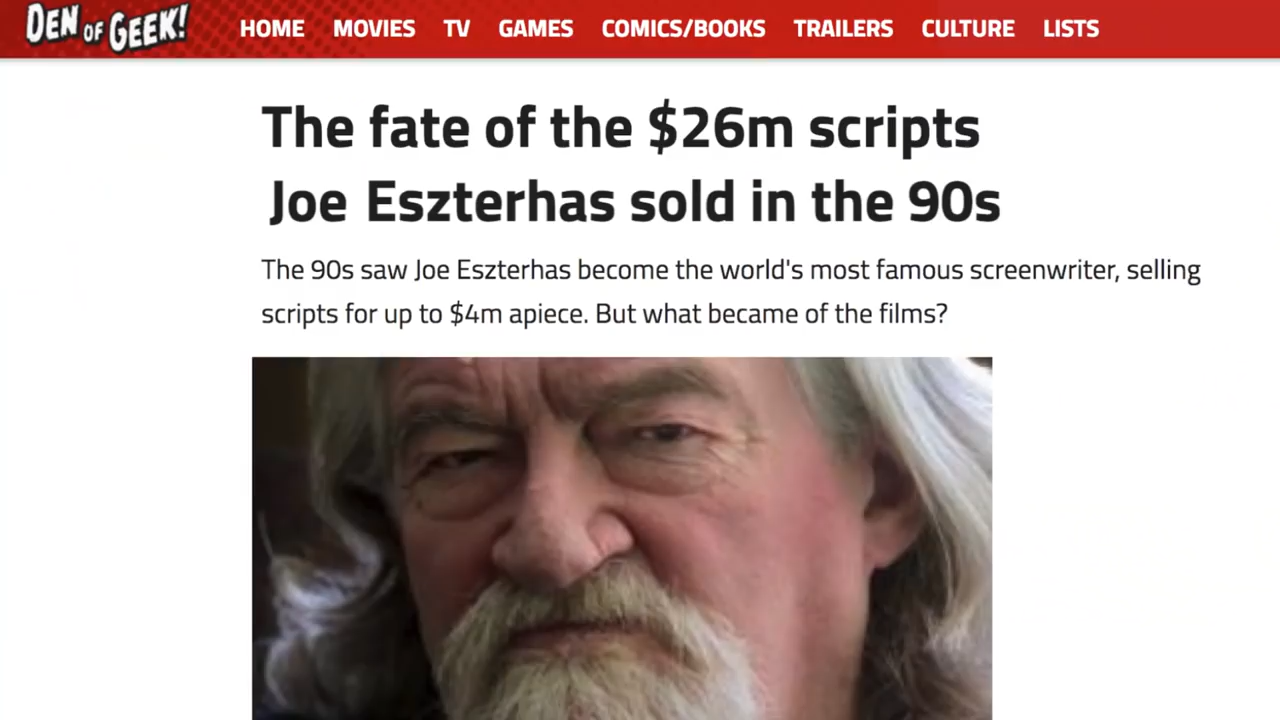 DEN OF GEEK!
HOME MOVIES TV GAMES COMICS/BOOKS TRAILERS CULTURE LISTS
The fate of the $26m scripts
Joe Eszterhas sold in the 90s
The 90s saw Joe Eszterhas become the world's most famous screenwriter, selling
scripts for up to $4m apiece. But what became of the films?